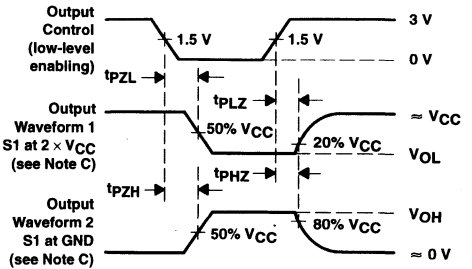 Output
Control
(low-level
enabling)
1.5 V
1.5 V
3 V
0 V
tPZL
tPLZ
Output
Waveform 1
S1 at 2 × VCC
(see Note C)
50% VCC
20% VCC
≈ VCC
VOL
tPZH
tPHZ
Output
Waveform 2
S1 at GND
(see Note C)
50% VCC
80% VCC
VOH
≈ 0 V